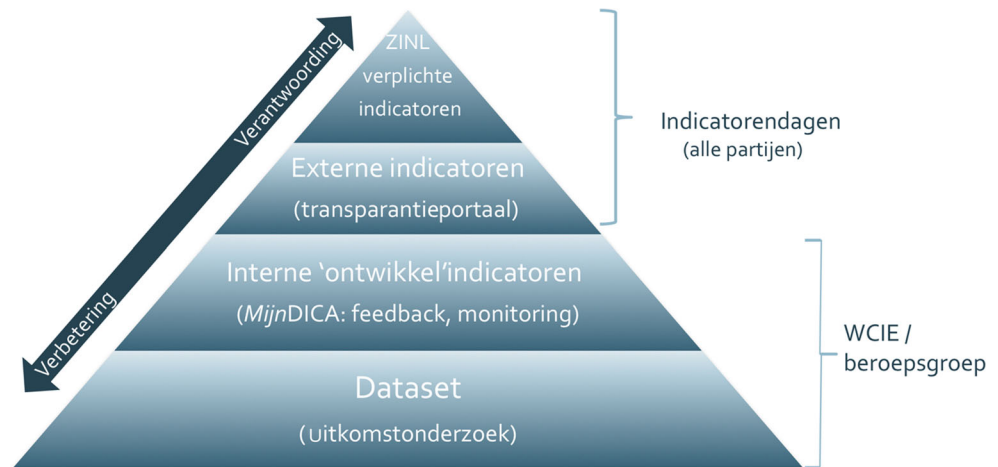 ZINL
verplichte
indicatoren
Externe indicatoren
(transparantieportaal)
Interne ‘ontwikkel’indicatoren
(MijnDICA: feedback, monitoring)
Dataset
(uitkomstonderzoek)
Verantwoording
Verbetering
Indicatorendagen
(alle partijen)
WCIE /
beroepsgroep